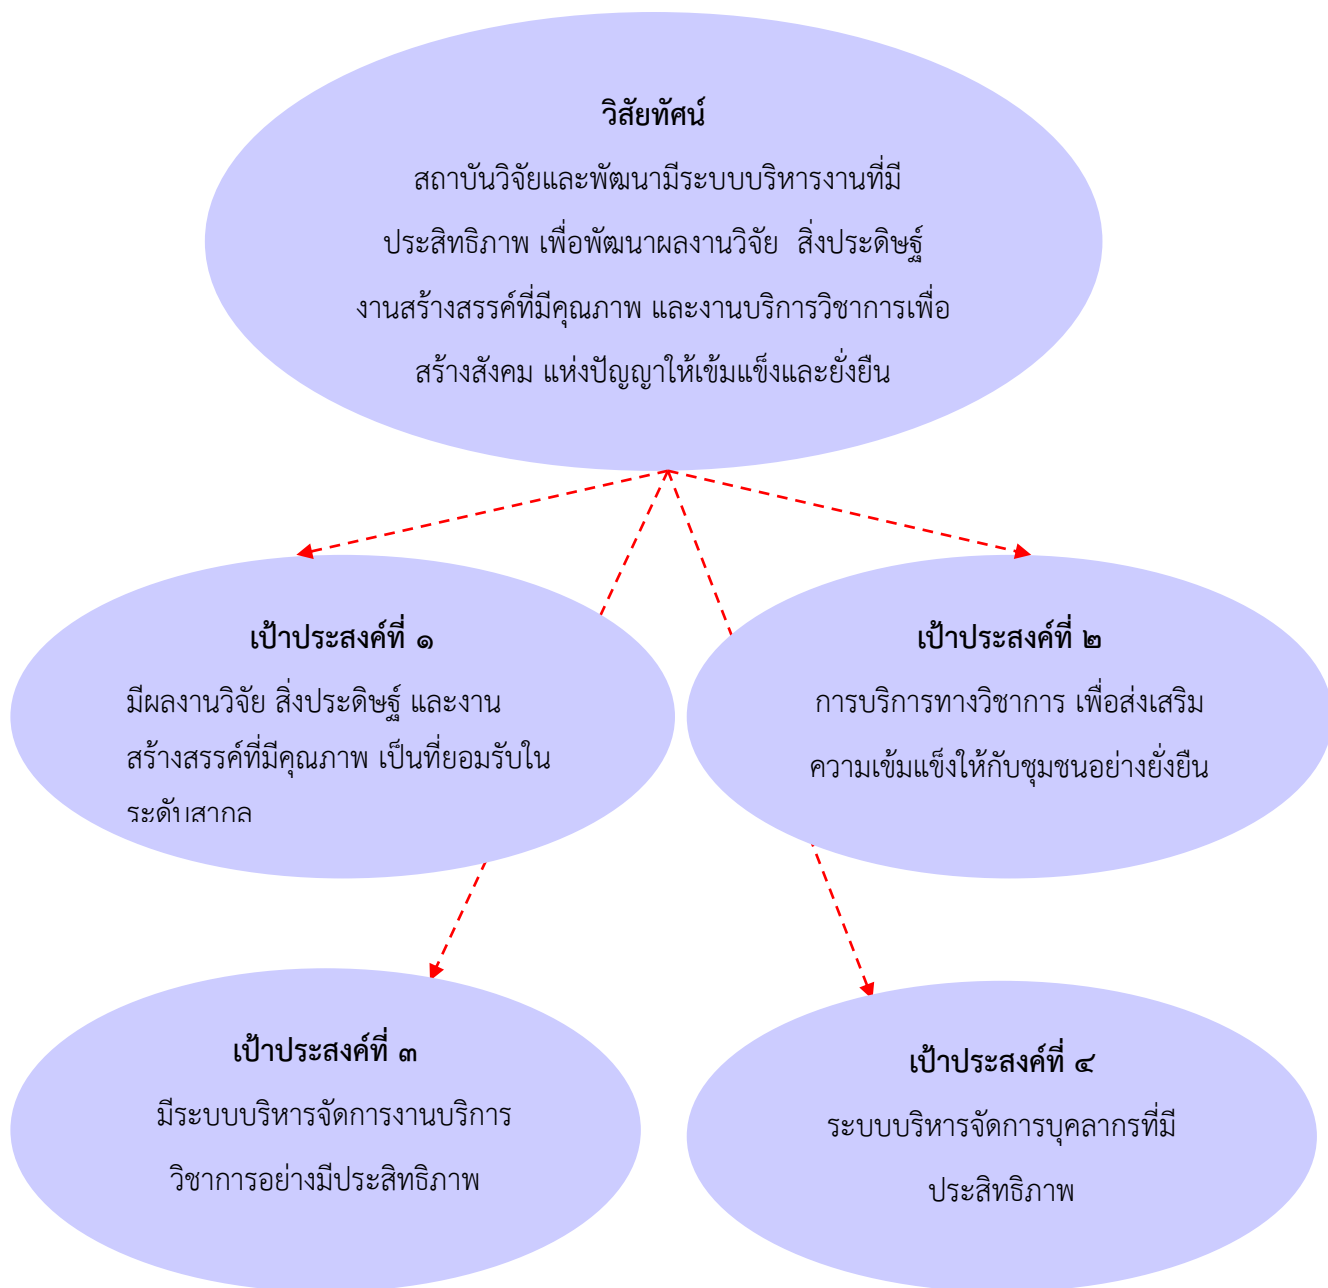 วิสัยทัศน์
สถาบันวิจัยและพัฒนามีระบบบริหารงานที่มี
ประสิทธิภาพ เพื่อพัฒนาผลงานวิจัย  สิ่งประดิษฐ์
งานสร้างสรรค์ที่มีคุณภาพ และงานบริการวิชาการเพื่อ
สร้างสังคม แห่งปัญญาให้เข้มแข็งและยั่งยืน
เป้าประสงค์ที่ ๑
มีผลงานวิจัย สิ่งประดิษฐ์ และงาน
สร้างสรรค์ที่มีคุณภาพ เป็นที่ยอมรับใน
ระดับสากล
เป้าประสงค์ที่ ๒
การบริการทางวิชาการ เพื่อส่งเสริม
ความเข้มแข็งให้กับชุมชนอย่างยั่งยืน
เป้าประสงค์ที่ ๓
มีระบบบริหารจัดการงานบริการ
วิชาการอย่างมีประสิทธิภาพ
เป้าประสงค์ที่ ๔
ระบบบริหารจัดการบุคลากรที่มี
ประสิทธิภาพ